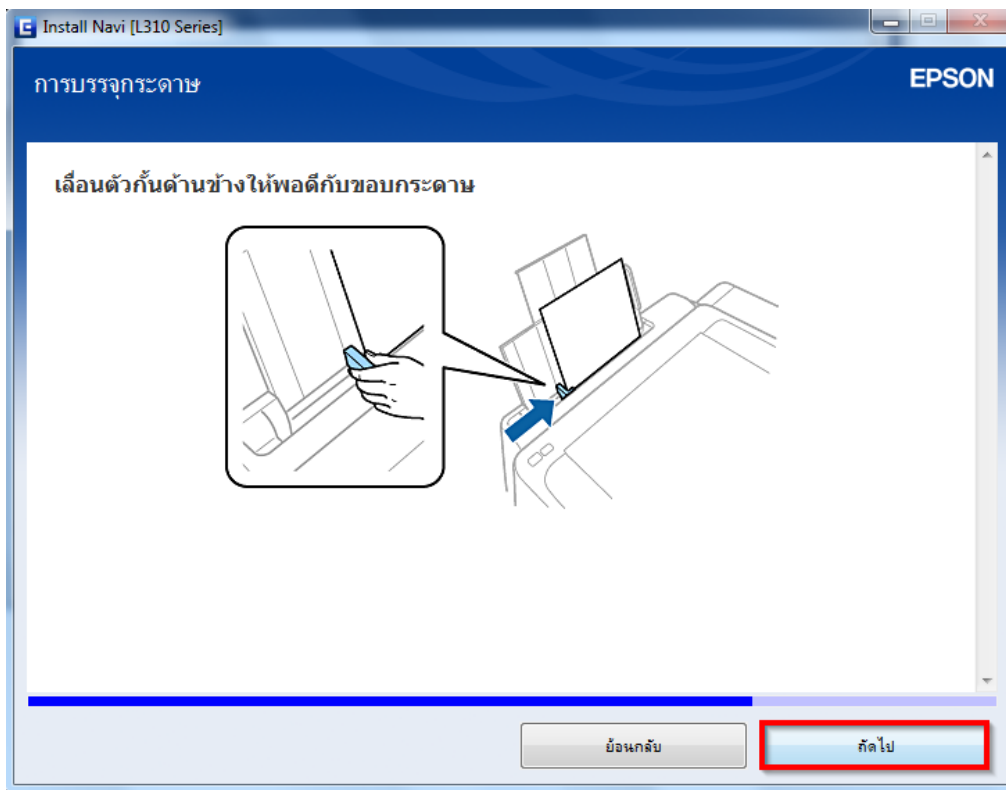 Install Navi [L310 Series]
การบรรจุกระดาษ
EPSON
เลื่อนตัวกั้นด้านข้างให้พอดีกับขอบกระดาษ
ย้อนกลับ
ถัดไป